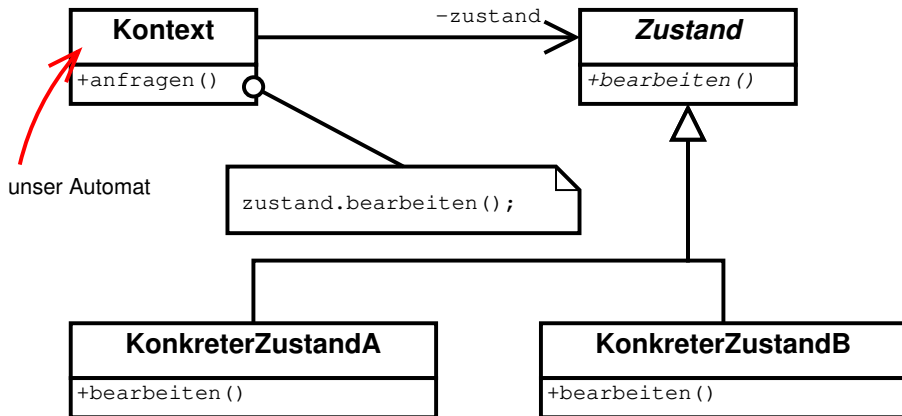 Kontext
+anfragen()
-zustand
Zustand
+bearbeiten()
unser Automat
zustand.bearbeiten();
KonkreterZustandA
+bearbeiten()
KonkreterZustandB
+bearbeiten()